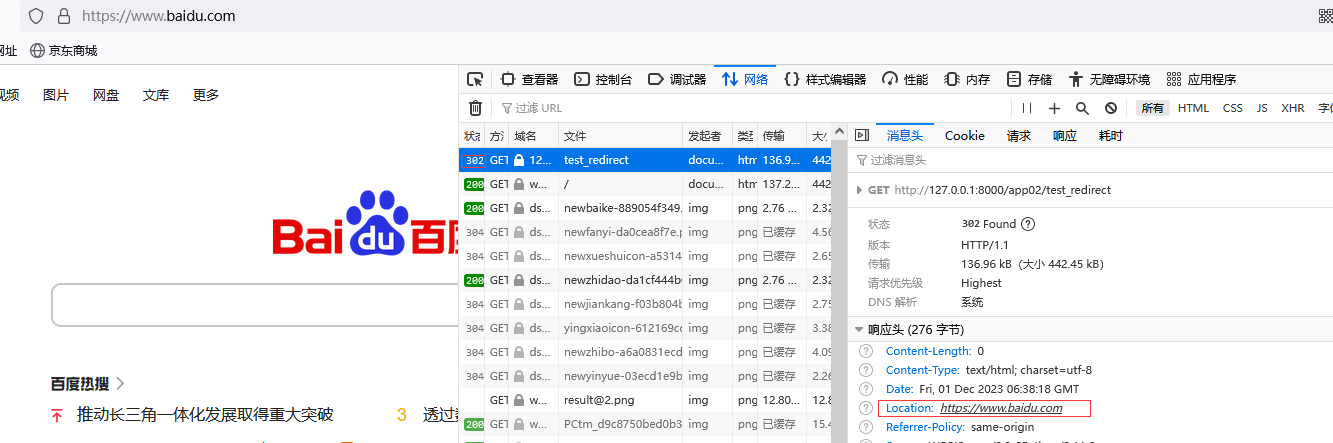 https://www.baidu.com
网址 京东商城
视频 图片 网盘 文库 更多
Bai du 百度
百度热搜
推动长三角一体化发展取得重大突破 3 透过
查看器 控制台 调试器 网络 样式编辑器 性能 内存 存储 无障碍环境 应用程序
过滤 URL 所有 HTML CSS JS XHR 字体
状态 方法 域名 文件 发起者 类型 传输 大小
302 GET 12... test_redirect docu... htm 136.9... 442
200 GET w... / docu... htm 137.2... 442
200 GET ds... newbaike-889054f349. img png 2.76 ... 2.32
304 GET ds... newfanyi-da0cea8f7e.p img png 已缓存 4.56
304 GET ds... newxueshuicon-a5314 img png 已缓存 2.65
200 GET ds... newzhidao-da1cf444b img png 2.76 ... 2.32
304 GET ds... newjiankang-f03b804b img png 已缓存 2.75
304 GET ds... yingxiaoicon-612169cc img png 已缓存 3.38
304 GET ds... newzhibo-a6a0831ecd img png 已缓存 4.09
304 GET ds... newyinyue-03ecd1e9b img png 已缓存 2.26
GET w... result@2.png img png 12.80... 12.8
200 GET w... PCtm_d9c8750bed0b3 img png 已缓存 15.4
消息头 Cookie 请求 响应 耗时
过滤消息头
GET http://127.0.0.1:8000/app02/test_redirect
状态 302 Found
版本 HTTP/1.1
传输 136.96 kB（大小 442.45 kB）
请求优先级 Highest
DNS 解析 系统
响应头 (276 字节)
Content-Length: 0
Content-Type: text/html; charset=utf-8
Date: Fri, 01 Dec 2023 06:38:18 GMT
Location: https://www.baidu.com
Referrer-Policy: same-origin